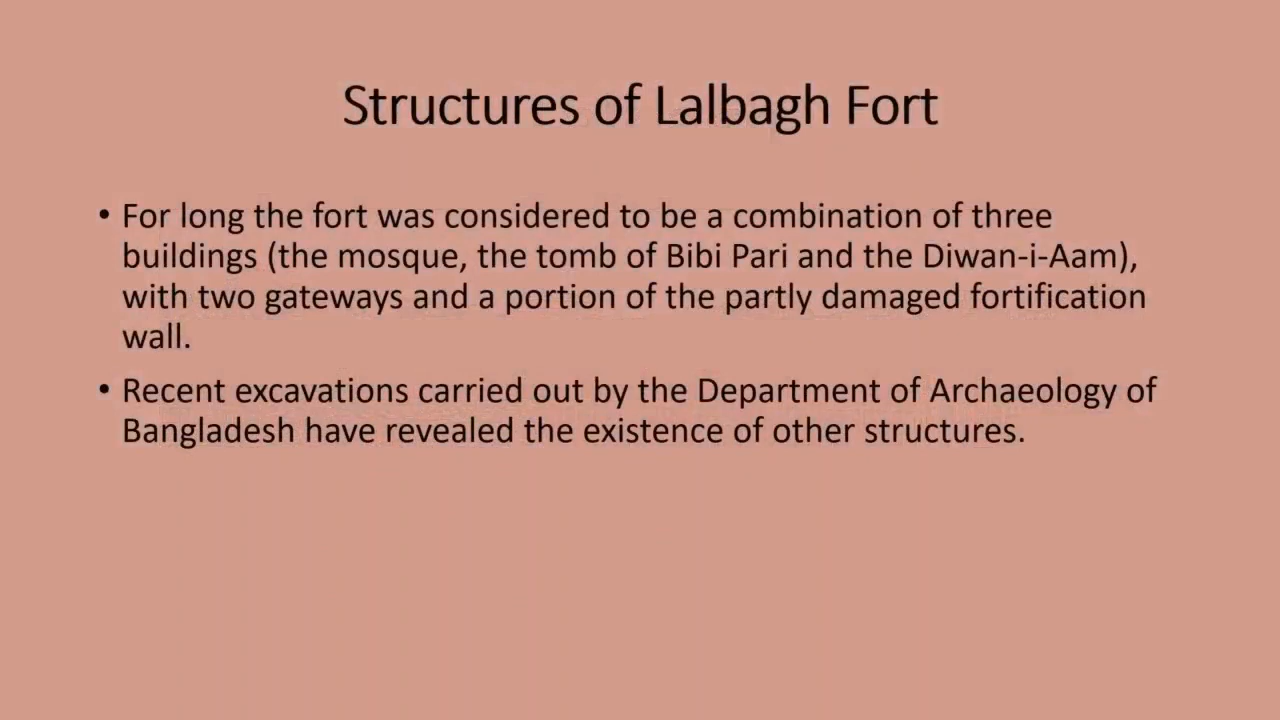 Structures of Lalbagh Fort
• For long the fort was considered to be a combination of three
buildings (the mosque, the tomb of Bibi Pari and the Diwan-i-Aam),
with two gateways and a portion of the partly damaged fortification
wall.
• Recent excavations carried out by the Department of Archaeology of
Bangladesh have revealed the existence of other structures.